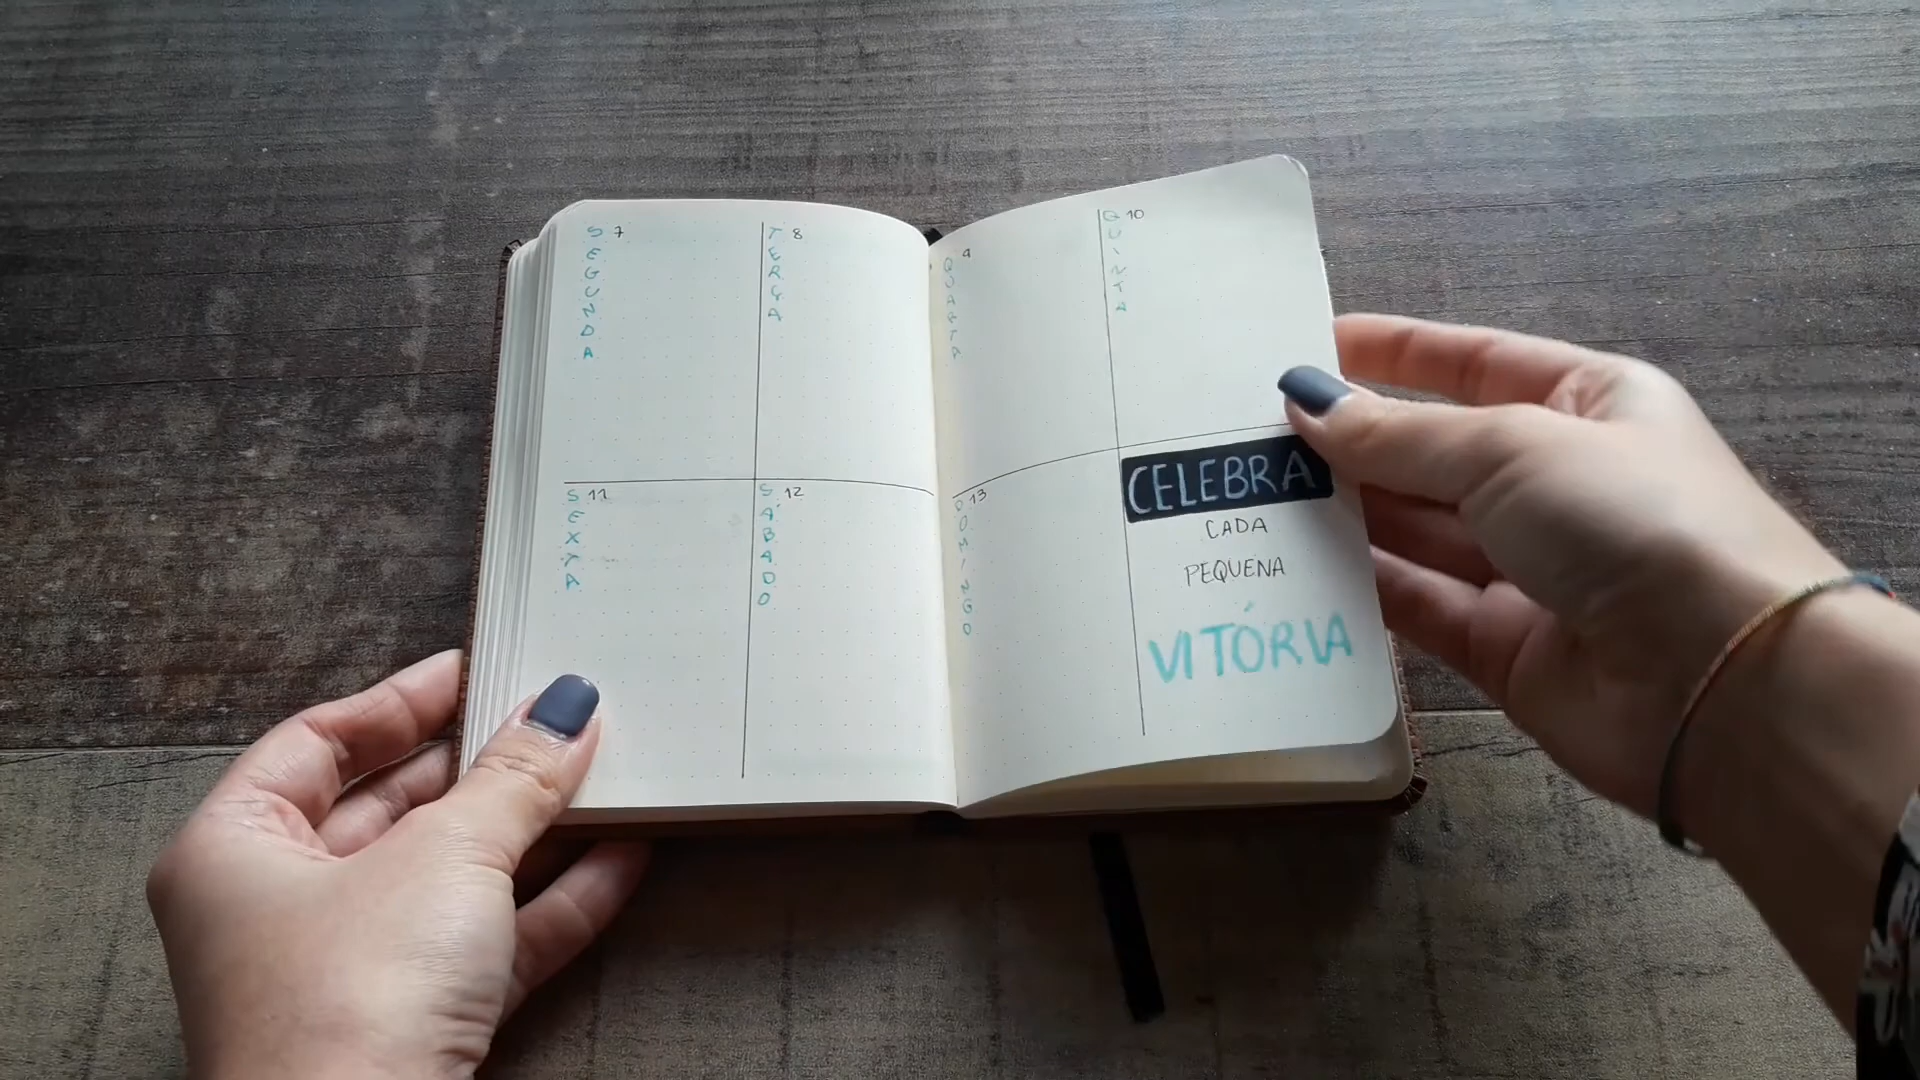 SEGUNDA 7
TERÇA 8
SEXTA 11
SÁBADO 12
QUARTA 9
QUINTA 10
DOMINGO 13
CELEBRA
CADA
PEQUENA
VITÓRIA